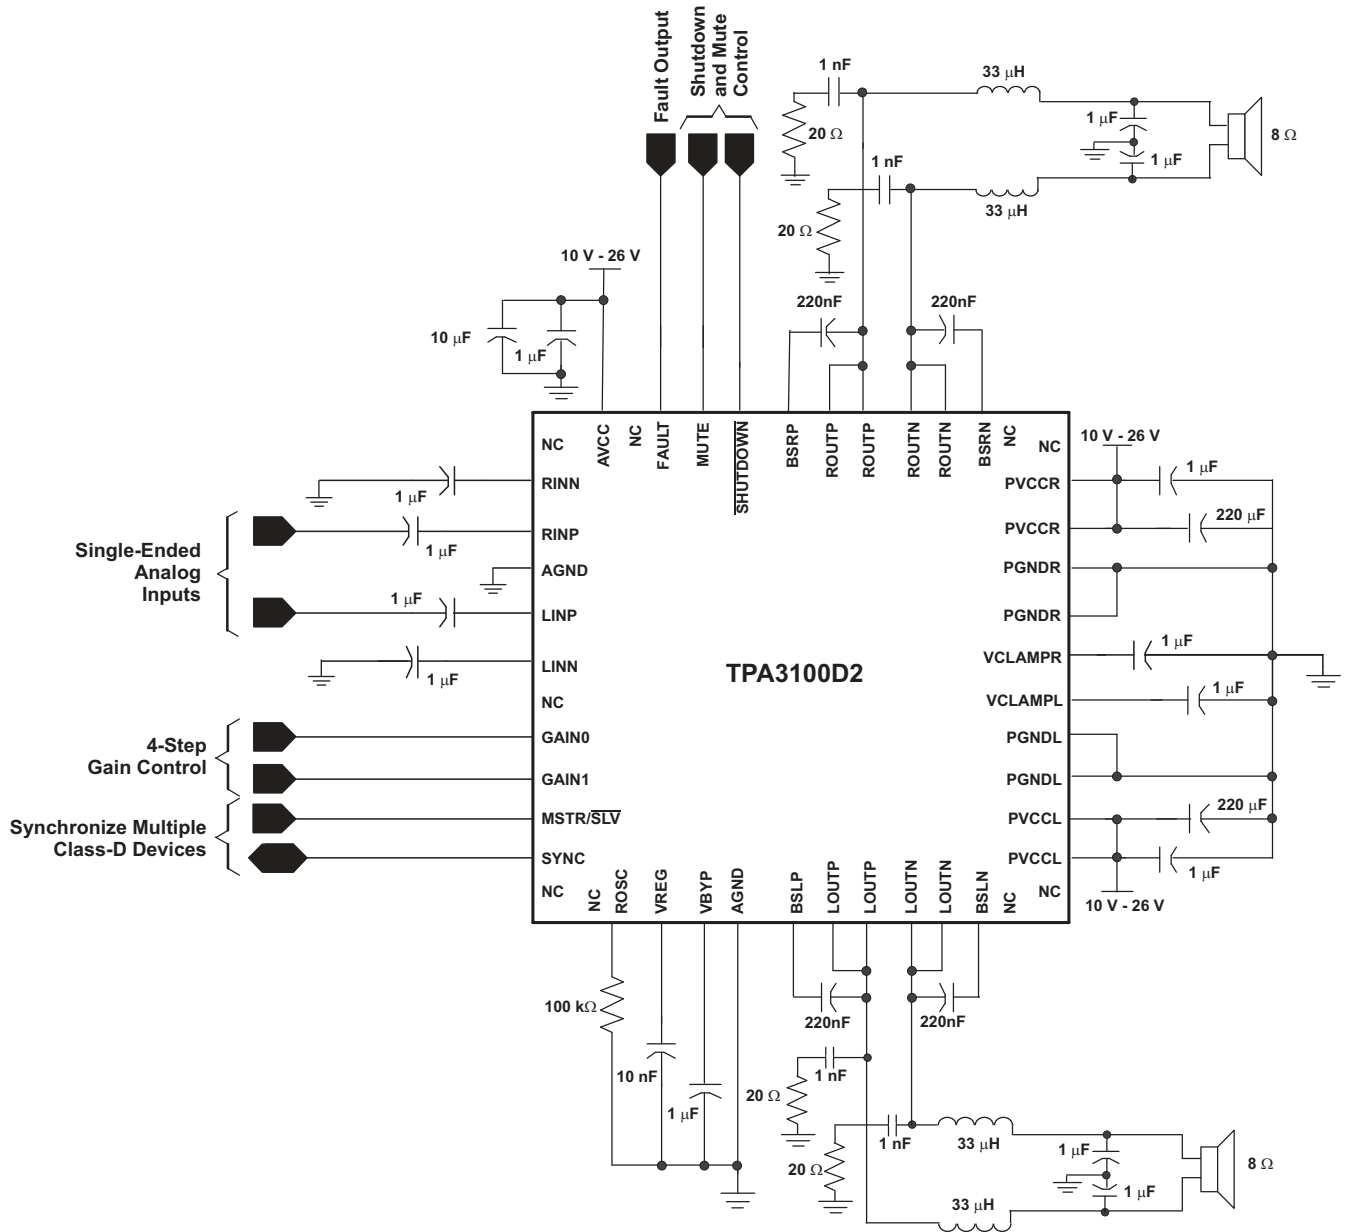 Fault Output
Shutdown
and Mute
Control
1 nF
33 µH
20 Ω
1 µF
8 Ω
1 µF
1 nF
20 Ω
33 µH
10 V - 26 V
10 µF
1 µF
220nF
220nF
NC
AVCC
NC
FAULT
MUTE
SHUTDOWN
BSRP
ROUTP
ROUTP
ROUTN
ROUTN
BSRN
NC
NC
10 V - 26 V
1 µF
RINN
PVCCR
1 µF
Single-Ended
Analog
Inputs
RINP
1 µF
PVCCR
220 µF
AGND
PGNDR
1 µF
LINP
PGNDR
LINN
1 µF
VCLAMPR
1 µF
TPA3100D2
NC
VCLAMPL
1 µF
4-Step
Gain Control
GAIN0
PGNDL
GAIN1
PGNDL
Synchronize Multiple
Class-D Devices
MSTR/SLV
PVCCL
220 µF
SYNC
PVCCL
1 µF
NC
NC
ROSC
VREG
VBYP
AGND
BSLP
LOUTP
LOUTP
LOUTN
LOUTN
BSLN
NC
NC
10 V - 26 V
100 kΩ
220nF
220nF
10 nF
1 µF
1 nF
20 Ω
1 nF
20 Ω
33 µH
1 µF
8 Ω
1 µF
33 µH